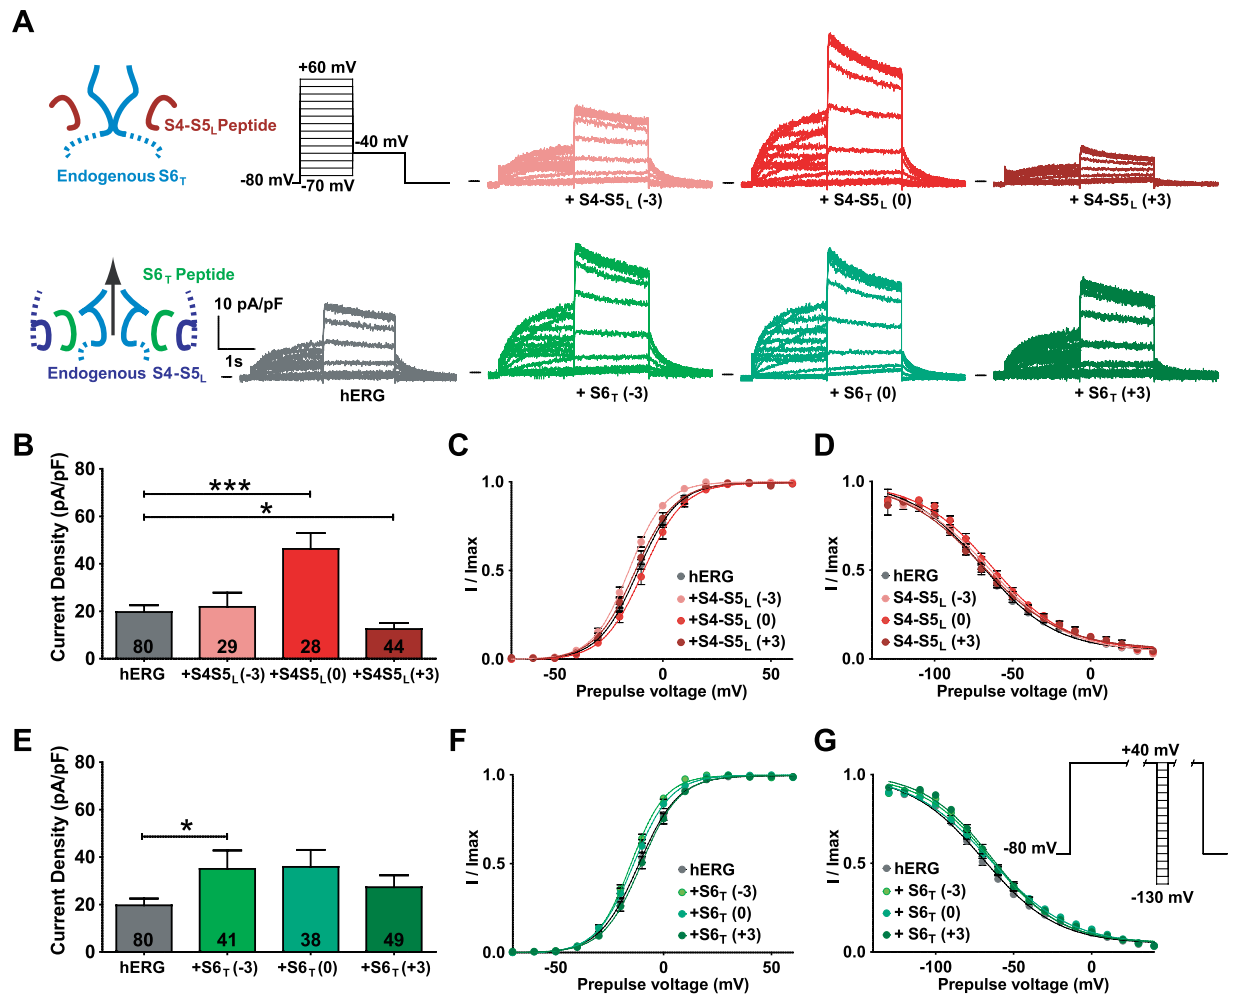 A
+60 mV
-40 mV
-80 mV
-70 mV
S4-S5L Peptide
Endogenous S6T
+ S4-S5L (-3)
+ S4-S5L (0)
+ S4-S5L (+3)
S6T Peptide
Endogenous S4-S5L
10 pA/pF
1s
hERG
+ S6T (-3)
+ S6T (0)
+ S6T (+3)
B
Current Density (pA/pF)
80
60
40
20
0
***
*
80
29
28
44
hERG
+S4S5L (-3)
+S4S5L(0)
+S4S5L(+3)
C
I / Imax
1.0
0.5
0.0
-50
0
50
Prepulse voltage (mV)
hERG
+S4-S5L (-3)
+S4-S5L (0)
+S4-S5L (+3)
D
I / Imax
1.0
0.5
0.0
-100
-50
0
Prepulse voltage (mV)
hERG
S4-S5L (-3)
S4-S5L (0)
S4-S5L (+3)
E
Current Density (pA/pF)
80
60
40
20
0
*
80
41
38
49
hERG
+S6T (-3)
+S6T (0)
+S6T (+3)
F
I / Imax
1.0
0.5
0.0
-50
0
50
Prepulse voltage (mV)
hERG
+S6T (-3)
+S6T (0)
+S6T (+3)
G
I / Imax
1.0
0.5
0.0
-100
-50
0
Prepulse voltage (mV)
hERG
+ S6T (-3)
+ S6T (0)
+ S6T (+3)
+40 mV
-80 mV
-130 mV